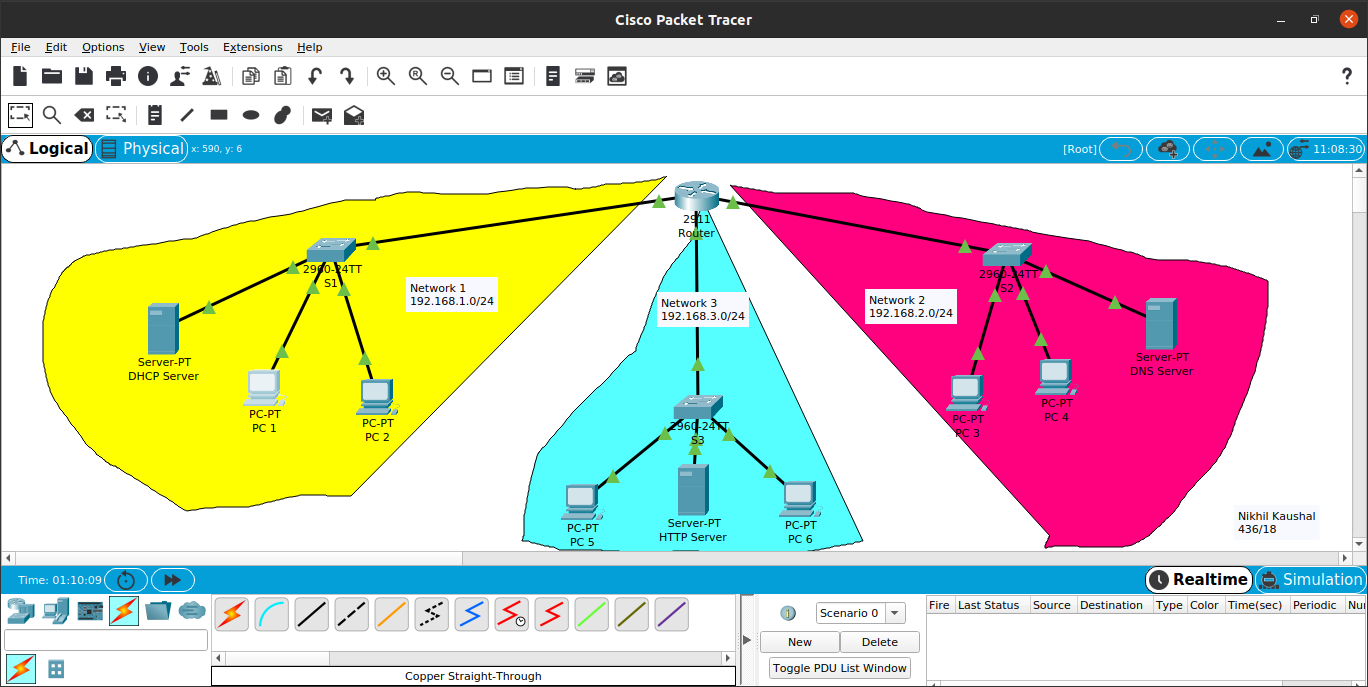 Cisco Packet Tracer
File Edit Options View Tools Extensions Help
R
?
Logical Physical x: 590, y: 6 [Root] 11:08:30
2911
Router
2960-24TT
S1
Network 1
192.168.1.0/24
2960-24TT
S2
Network 3
192.168.3.0/24
Network 2
192.168.2.0/24
Server-PT
DHCP Server
Server-PT
DNS Server
PC-PT
PC 1
PC-PT
PC 2
PC-PT
PC 3
PC-PT
PC 4
2960-24TT
S3
PC-PT
PC 5
Server-PT
HTTP Server
PC-PT
PC 6
Nikhil Kaushal
436/18
Time: 01:10:09 Realtime Simulation
Scenario 0
New Delete
Toggle PDU List Window
Fire Last Status Source Destination Type Color Time(sec) Periodic Nu
Copper Straight-Through